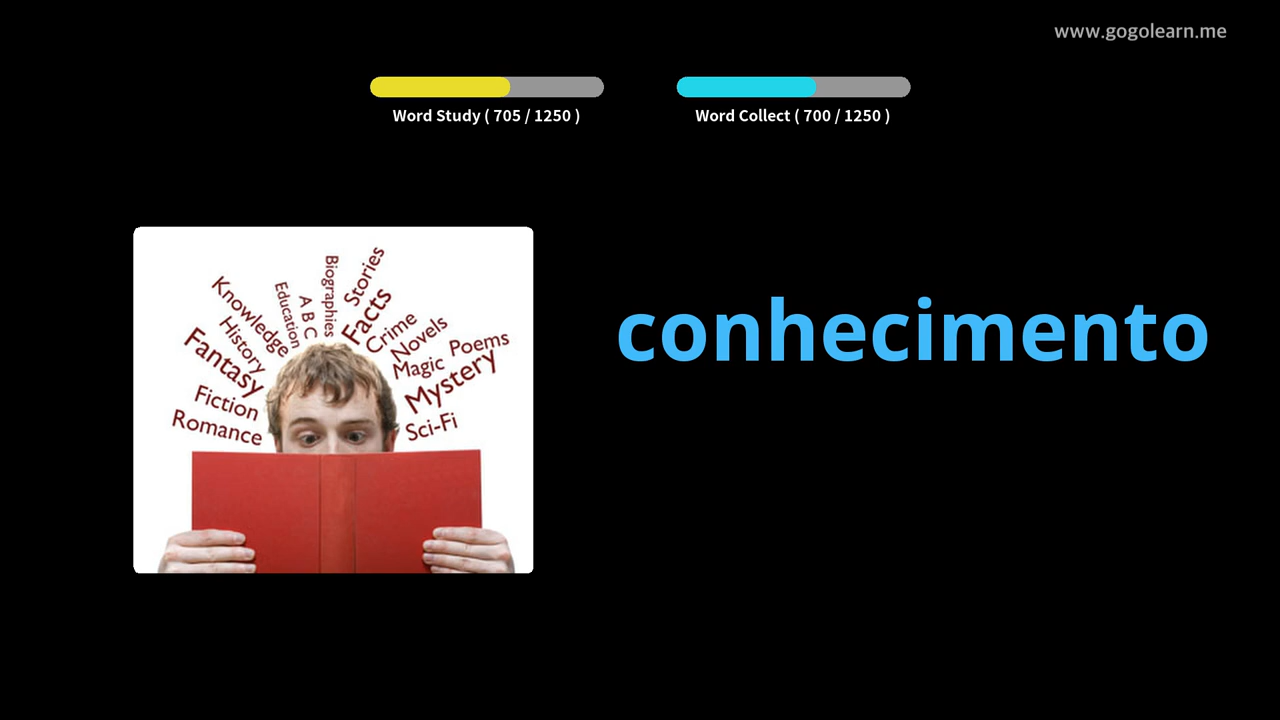 www.gogolearn.me
Word Study ( 705 / 1250 )
Word Collect ( 700 / 1250 )
conhecimento
Biographies
Stories
Education
A B C
Facts
Knowledge
History
Crime
Novels
Fantasy
Magic
Poems
Mystery
Fiction
Romance
Sci-Fi